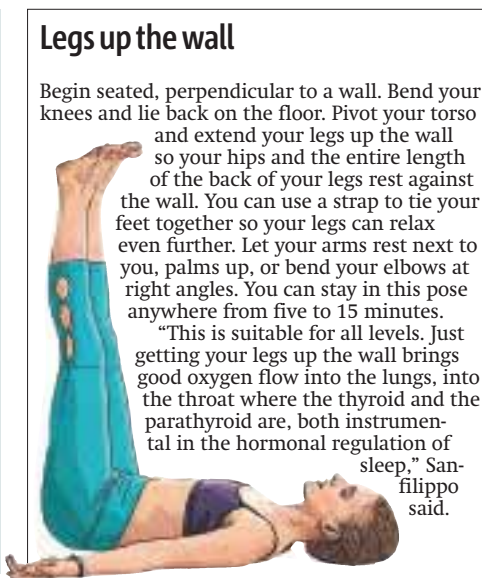 Legs up the wall
Begin seated, perpendicular to a wall. Bend your
knees and lie back on the floor. Pivot your torso
and extend your legs up the wall
so your hips and the entire length
of the back of your legs rest against
the wall. You can use a strap to tie your
feet together so your legs can relax
even further. Let your arms rest next to
you, palms up, or bend your elbows at
right angles. You can stay in this pose
anywhere from five to 15 minutes.
“This is suitable for all levels. Just
getting your legs up the wall brings
good oxygen flow into the lungs, into
the throat where the thyroid and the
parathyroid are, both instrumen-
tal in the hormonal regulation of
sleep,” San-
filippo
said.